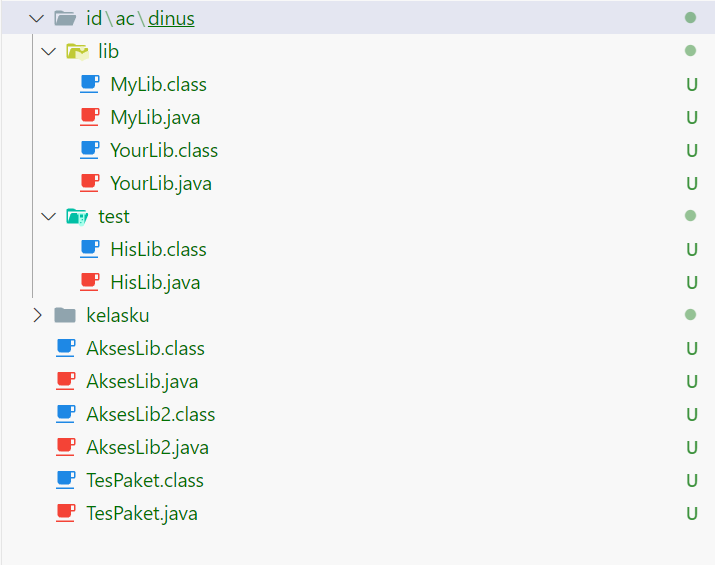 id\ac\dinus
lib
MyLib.class U
MyLib.java U
YourLib.class U
YourLib.java U
test
HisLib.class U
HisLib.java U
kelasku
AksesLib.class U
AksesLib.java U
AksesLib2.class U
AksesLib2.java U
TesPaket.class U
TesPaket.java U